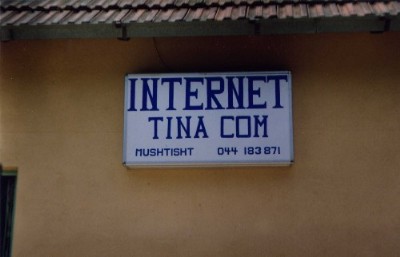 INTERNET
TINA COM
MUSHTISHT 044 183 871